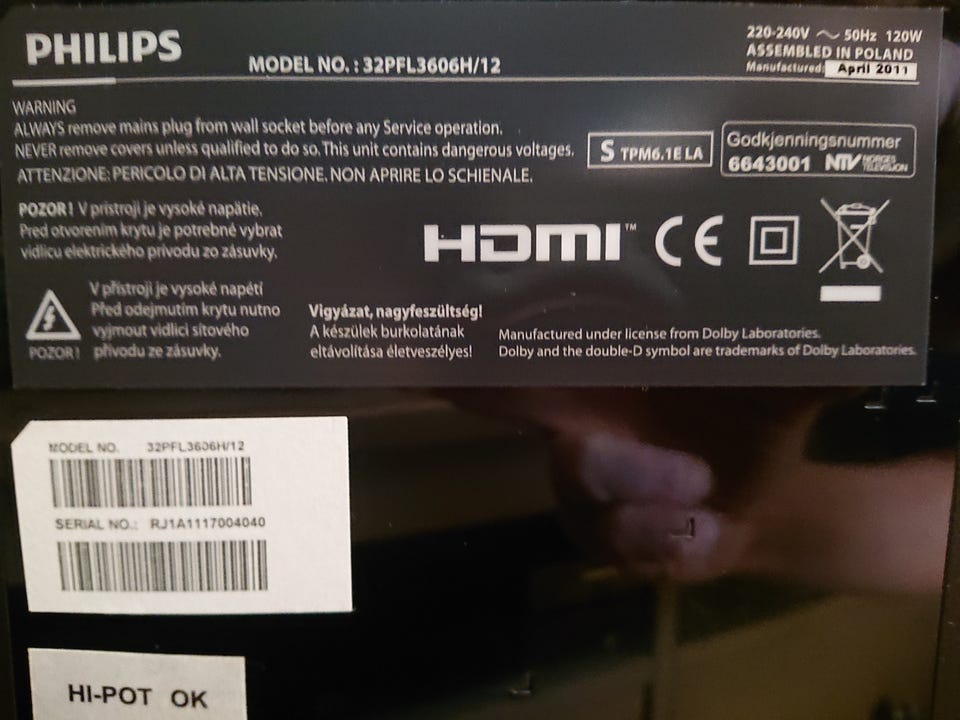 PHILIPS
MODEL NO. : 32PFL3606H/12
220-240V ~ 50Hz 120W
ASSEMBLED IN POLAND
Manufactured: April 2011
WARNING
ALWAYS remove mains plug from wall socket before any Service operation.
NEVER remove covers unless qualified to do so. This unit contains dangerous voltages.
ATTENZIONE: PERICOLO DI ALTA TENSIONE. NON APRIRE LO SCHIENALE.
S TPM6.1E LA
Godkjenningsnummer
6643001 NTV NORGES TELEVISION
POZOR! V prístroji je vysoké napätie.
Pred otvorením krytu je potrebné vybrat
vidlicu elektrického prívodu zo zásuvky.
HDMI™ CE
V přístroji je vysoké napětí
Před odejmutím krytu nutno
vyjmout vidlici síťového
přívodu ze zásuvky.
POZOR!
Vigyázat, nagyfeszültség!
A készülek burkolatának
eltávolítása életveszélyes!
Manufactured under license from Dolby Laboratories.
Dolby and the double-D symbol are trademarks of Dolby Laboratories.
MODEL NO. 32PFL3606H/12
SERIAL NO.: RJ1A1117004040
HI-POT OK